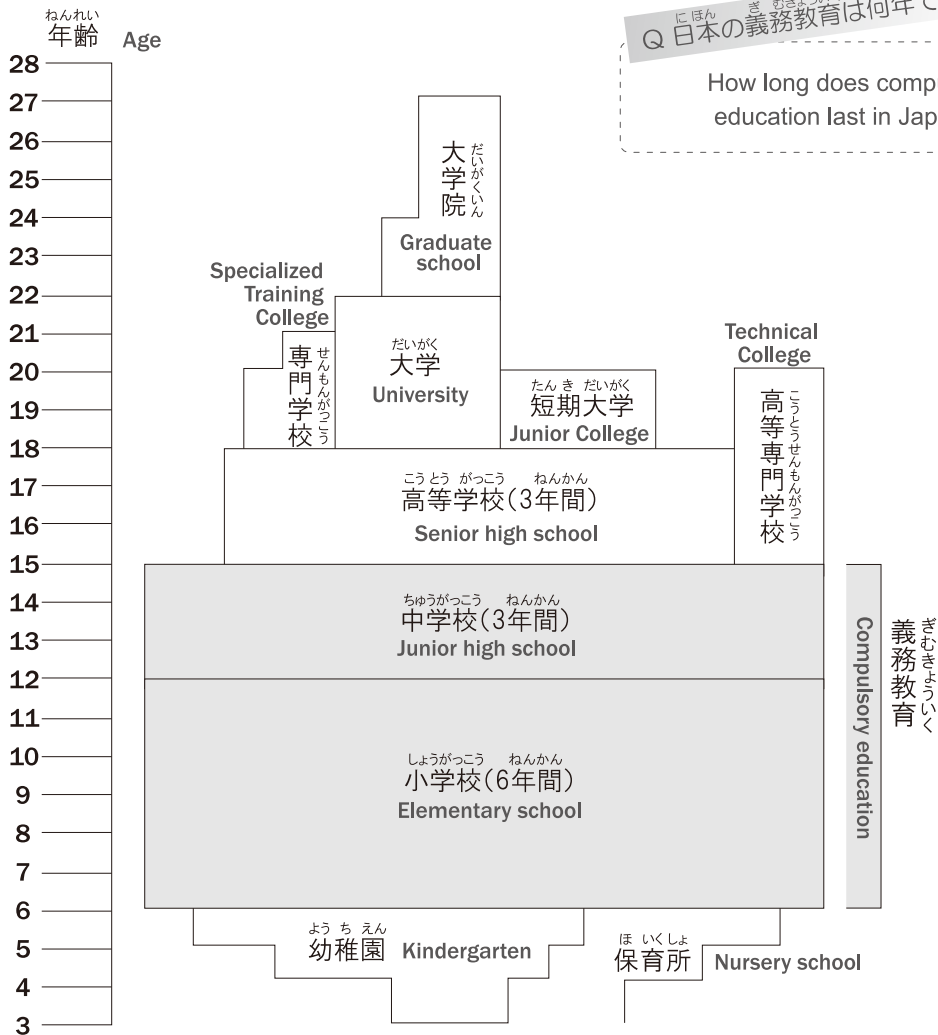 ねんれい
年齢 Age
にほん ぎむきょういく
Q 日本の義務教育は何年で
How long does comp
education last in Jap
28
27
26
25
24
23
22
21
20
19
18
17
16
15
14
13
12
11
10
9
8
7
6
5
4
3
大学院
だいがくいん
Graduate
school
Specialized
Training
College
専門学校
せんもんがっこう
だいがく
大学
University
たんき だいがく
短期大学
Junior College
Technical
College
高等専門学校
こうとうせんもんがっこう
こうとう がっこう ねんかん
高等学校(3年間)
Senior high school
ちゅうがっこう ねんかん
中学校(3年間)
Junior high school
しょうがっこう ねんかん
小学校(6年間)
Elementary school
Compulsory education
義務教育
ぎむきょういく
ようちえん
幼稚園 Kindergarten
ほいくしょ
保育所 Nursery school